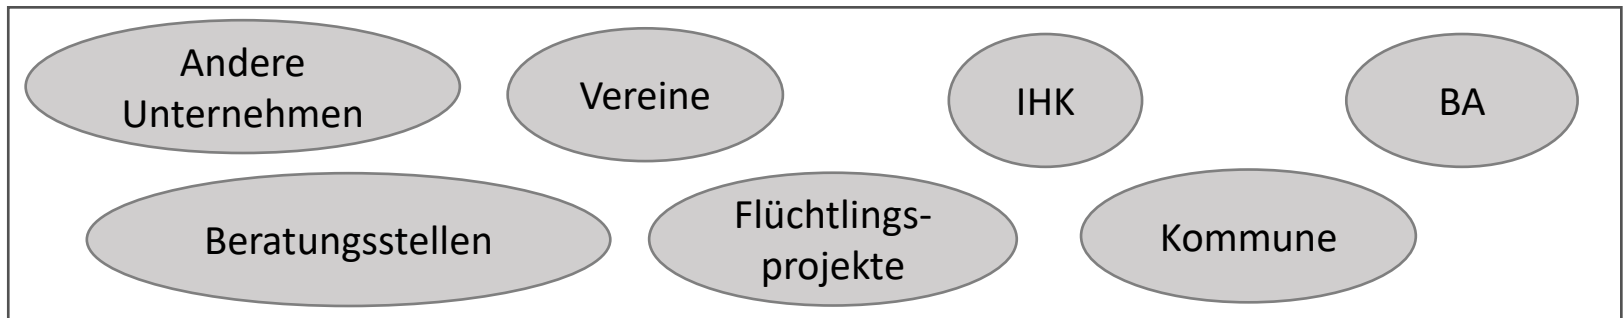 Andere
Unternehmen
Vereine
IHK
BA
Beratungsstellen
Flüchtlings-
projekte
Kommune